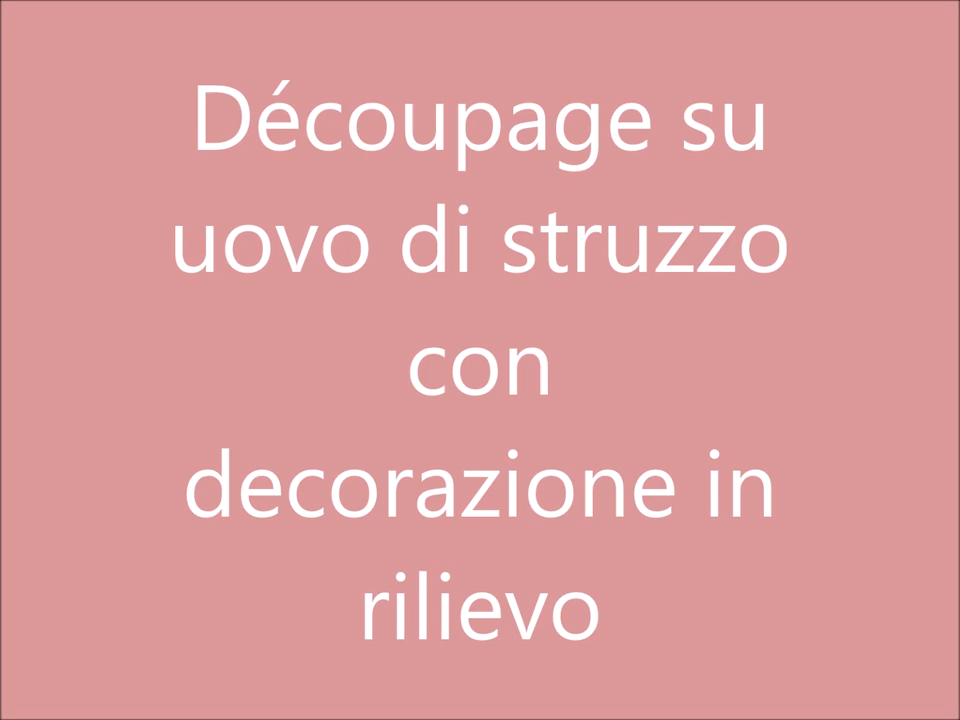 Découpage su
uovo di struzzo
con
decorazione in
rilievo